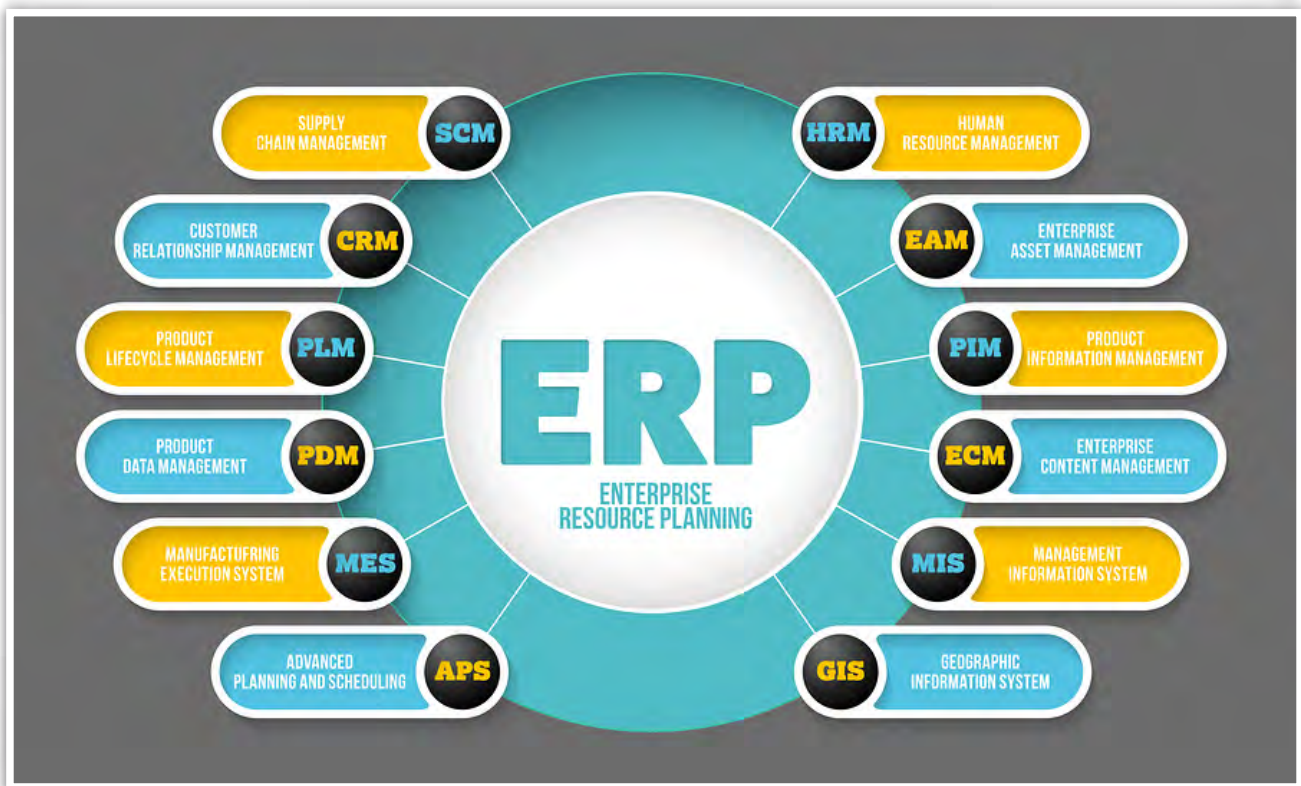 SUPPLY
CHAIN MANAGEMENT
SCM
CUSTOMER
RELATIONSHIP MANAGEMENT
CRM
PRODUCT
LIFECYCLE MANAGEMENT
PLM
PRODUCT
DATA MANAGEMENT
PDM
MANUFACTUFRING
EXECUTION SYSTEM
MES
ADVANCED
PLANNING AND SCHEDULING
APS
ERP
ENTERPRISE
RESOURCE PLANNING
HRM
HUMAN
RESOURCE MANAGEMENT
EAM
ENTERPRISE
ASSET MANAGEMENT
PIM
PRODUCT
INFORMATION MANAGEMENT
ECM
ENTERPRISE
CONTENT MANAGEMENT
MIS
MANAGEMENT
INFORMATION SYSTEM
GIS
GEOGRAPHIC
INFORMATION SYSTEM